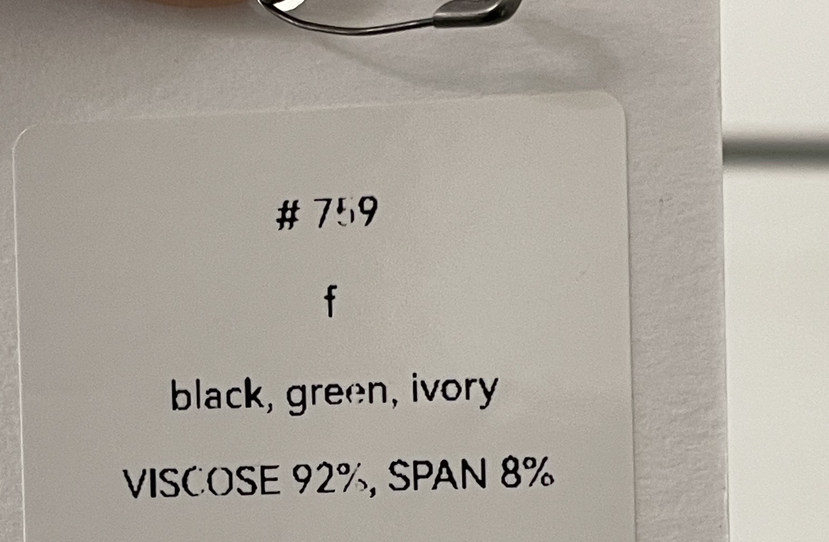 # 759
f
black, green, ivory
VISCOSE 92%, SPAN 8%